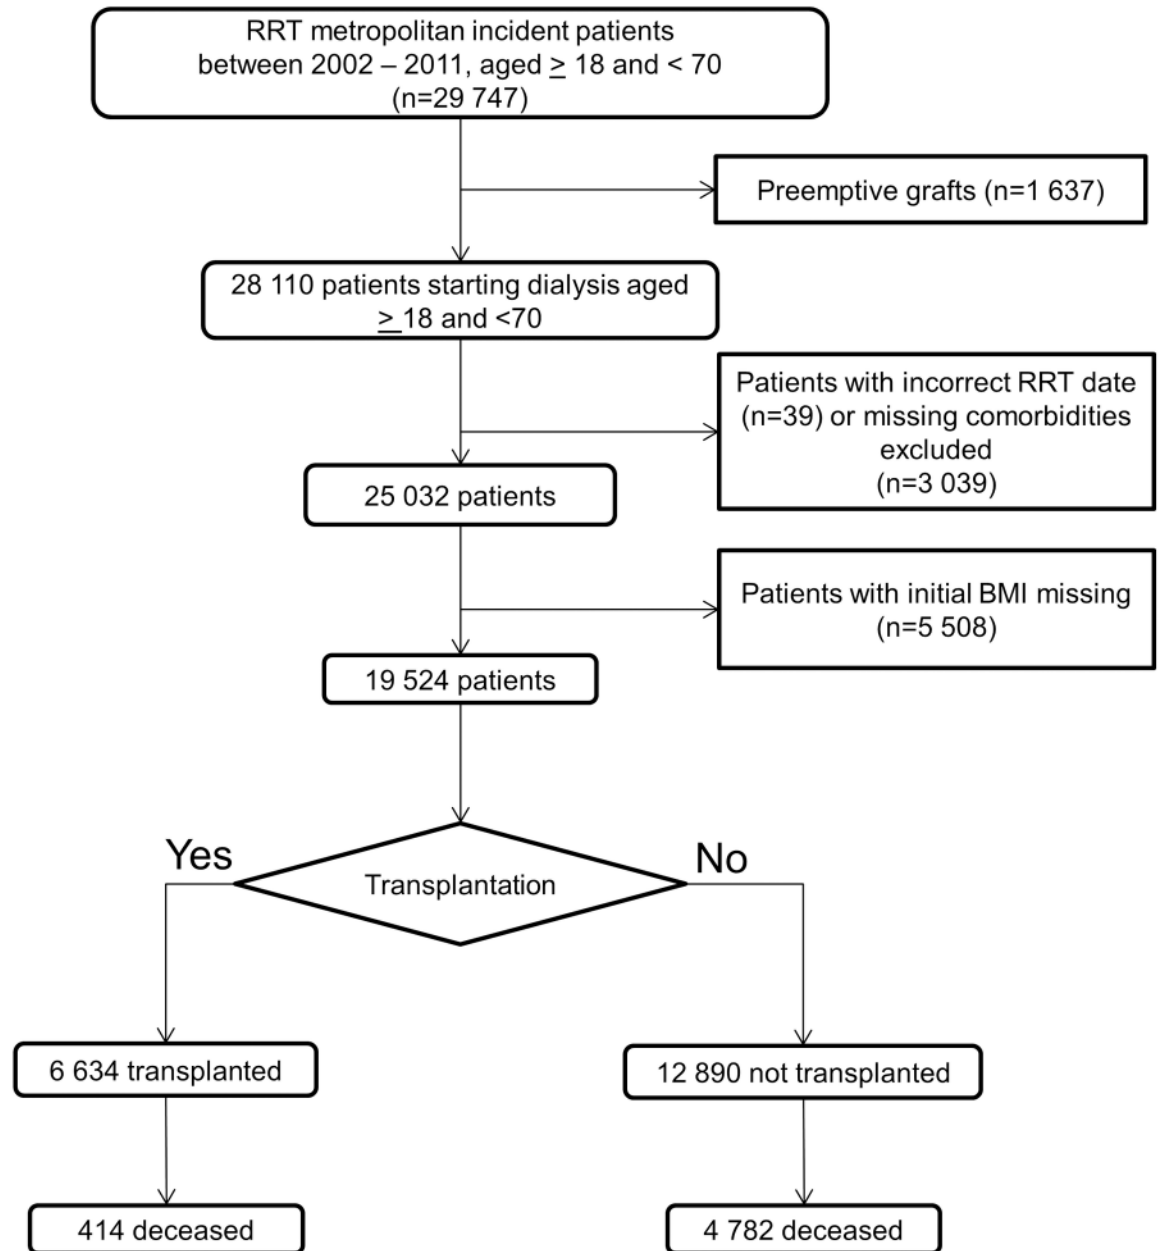 RRT metropolitan incident patients
between 2002 – 2011, aged ≥ 18 and < 70
(n=29 747)
Preemptive grafts (n=1 637)
28 110 patients starting dialysis aged
≥ 18 and <70
Patients with incorrect RRT date
(n=39) or missing comorbidities
excluded
(n=3 039)
25 032 patients
Patients with initial BMI missing
(n=5 508)
19 524 patients
Yes
No
Transplantation
6 634 transplanted
12 890 not transplanted
414 deceased
4 782 deceased